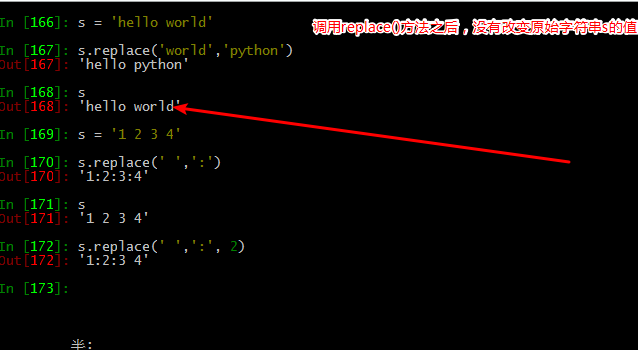 In [166]: s = 'hello world'
调用replace()方法之后，没有改变原始字符串s的值
In [167]: s.replace('world','python')
Out[167]: 'hello python'
In [168]: s
Out[168]: 'hello world'
In [169]: s = '1 2 3 4'
In [170]: s.replace(' ',':')
Out[170]: '1:2:3:4'
In [171]: s
Out[171]: '1 2 3 4'
In [172]: s.replace(' ',':', 2)
Out[172]: '1:2:3 4'
In [173]:
半: